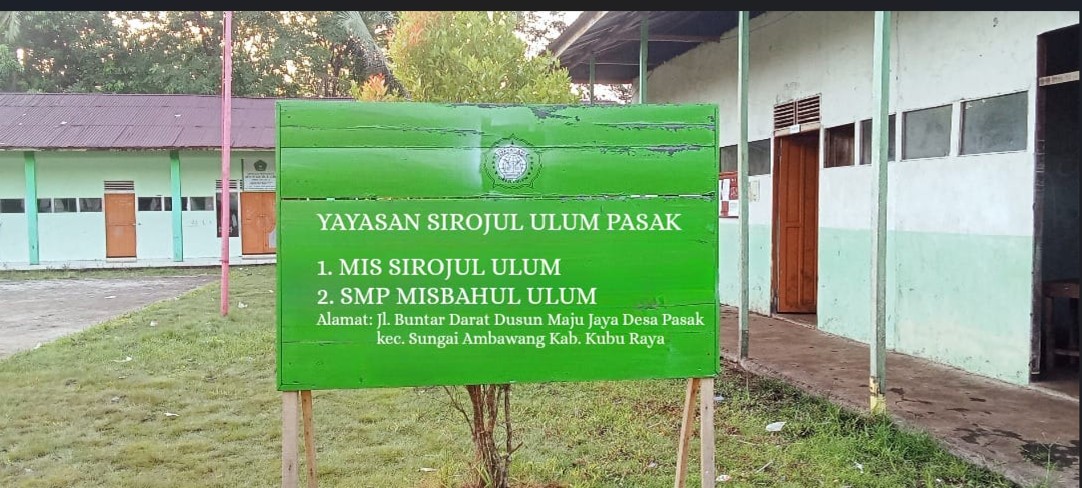 YAYASAN SIROJUL ULUM PASAK
1. MIS SIROJUL ULUM
2. SMP MISBAHUL ULUM
Alamat: Jl. Buntar Darat Dusun Maju Jaya Desa Pasak
kec. Sungai Ambawang Kab. Kubu Raya